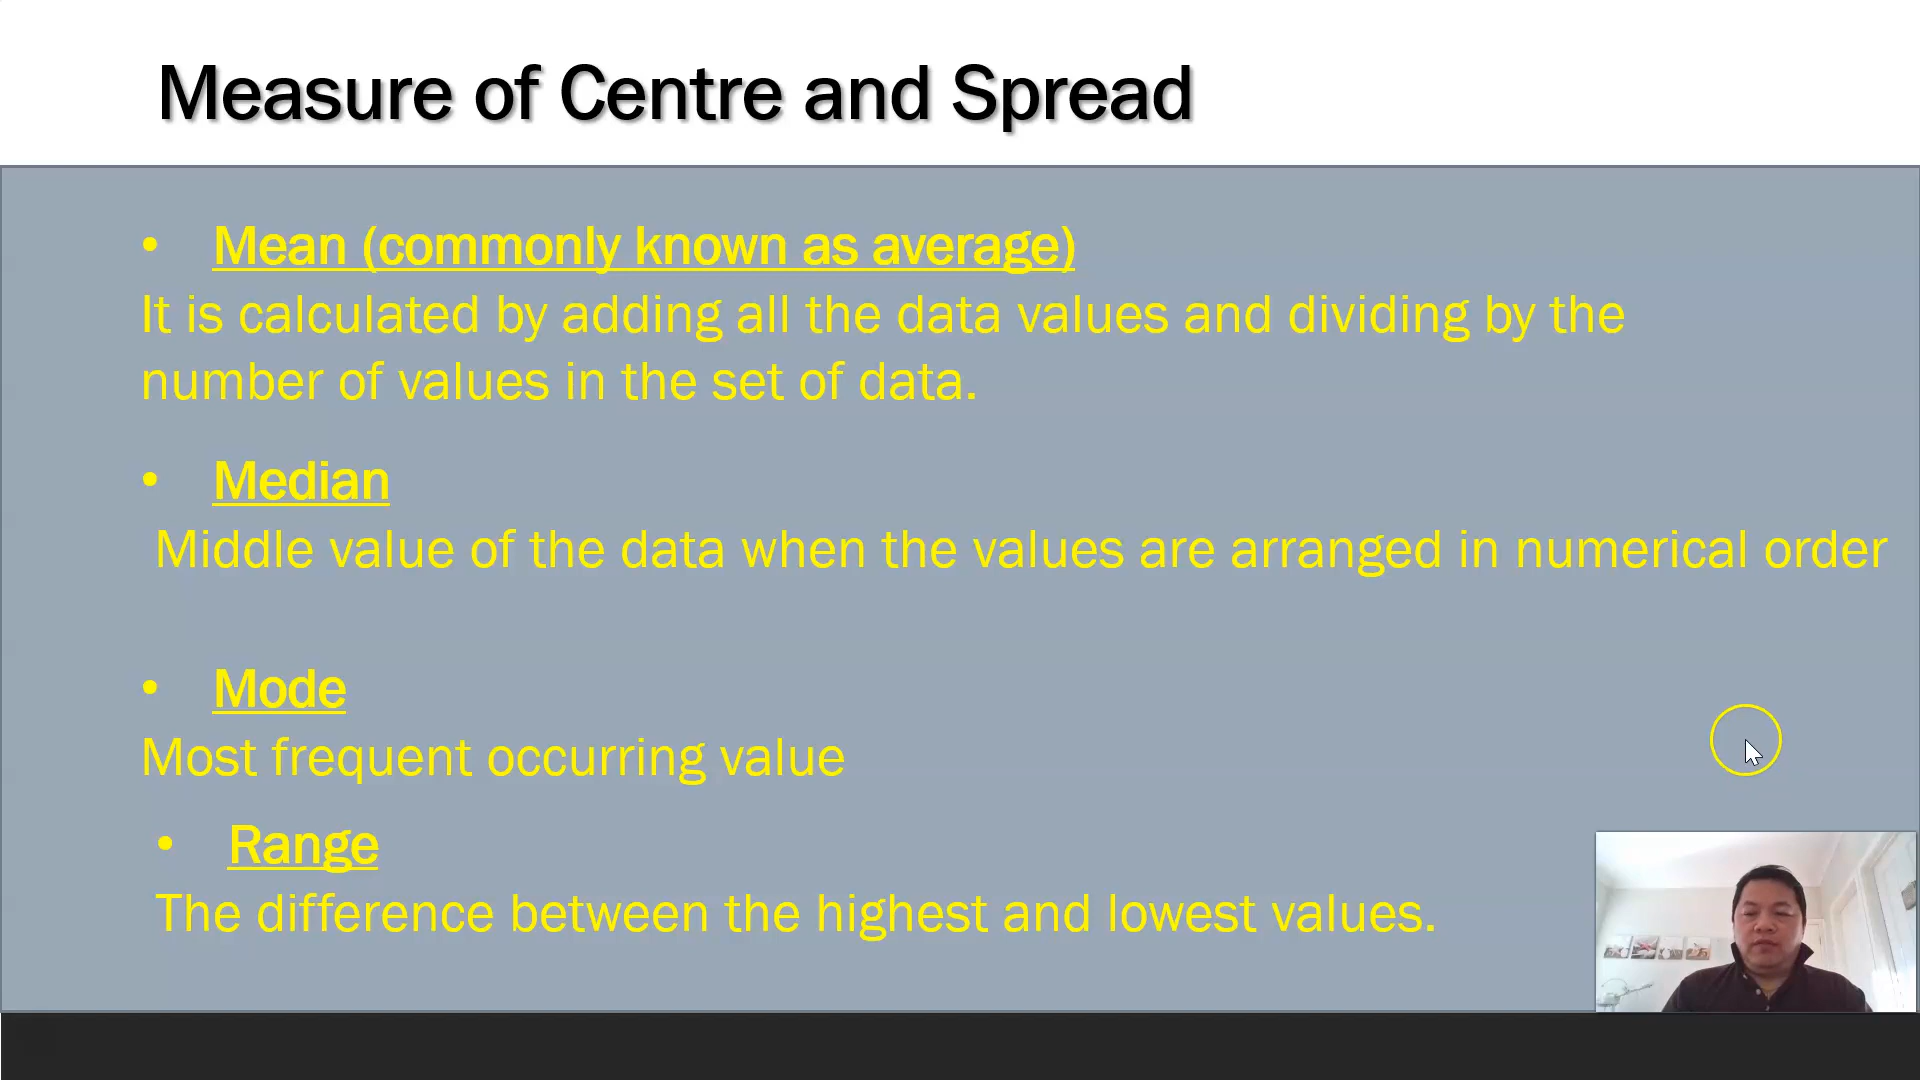 Measure of Centre and Spread
• Mean (commonly known as average)
It is calculated by adding all the data values and dividing by the
number of values in the set of data.
• Median
Middle value of the data when the values are arranged in numerical order
• Mode
Most frequent occurring value
• Range
The difference between the highest and lowest values.